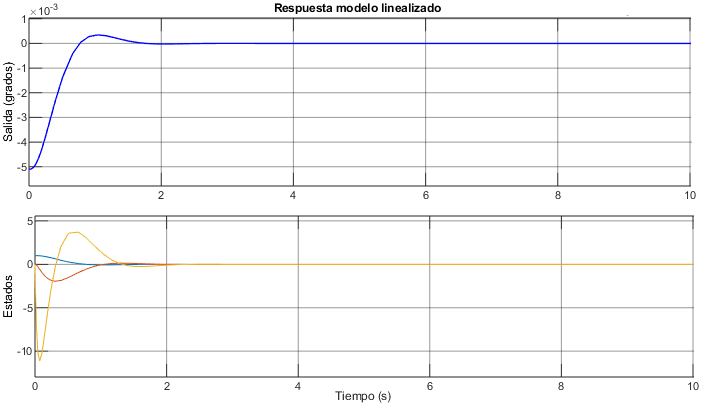 Respuesta modelo linealizado
×10-3
1
0
-1
-2
-3
-4
-5
Salida (grados)
0 2 4 6 8 10
5
0
-5
-10
Estados
0 2 4 6 8 10
Tiempo (s)